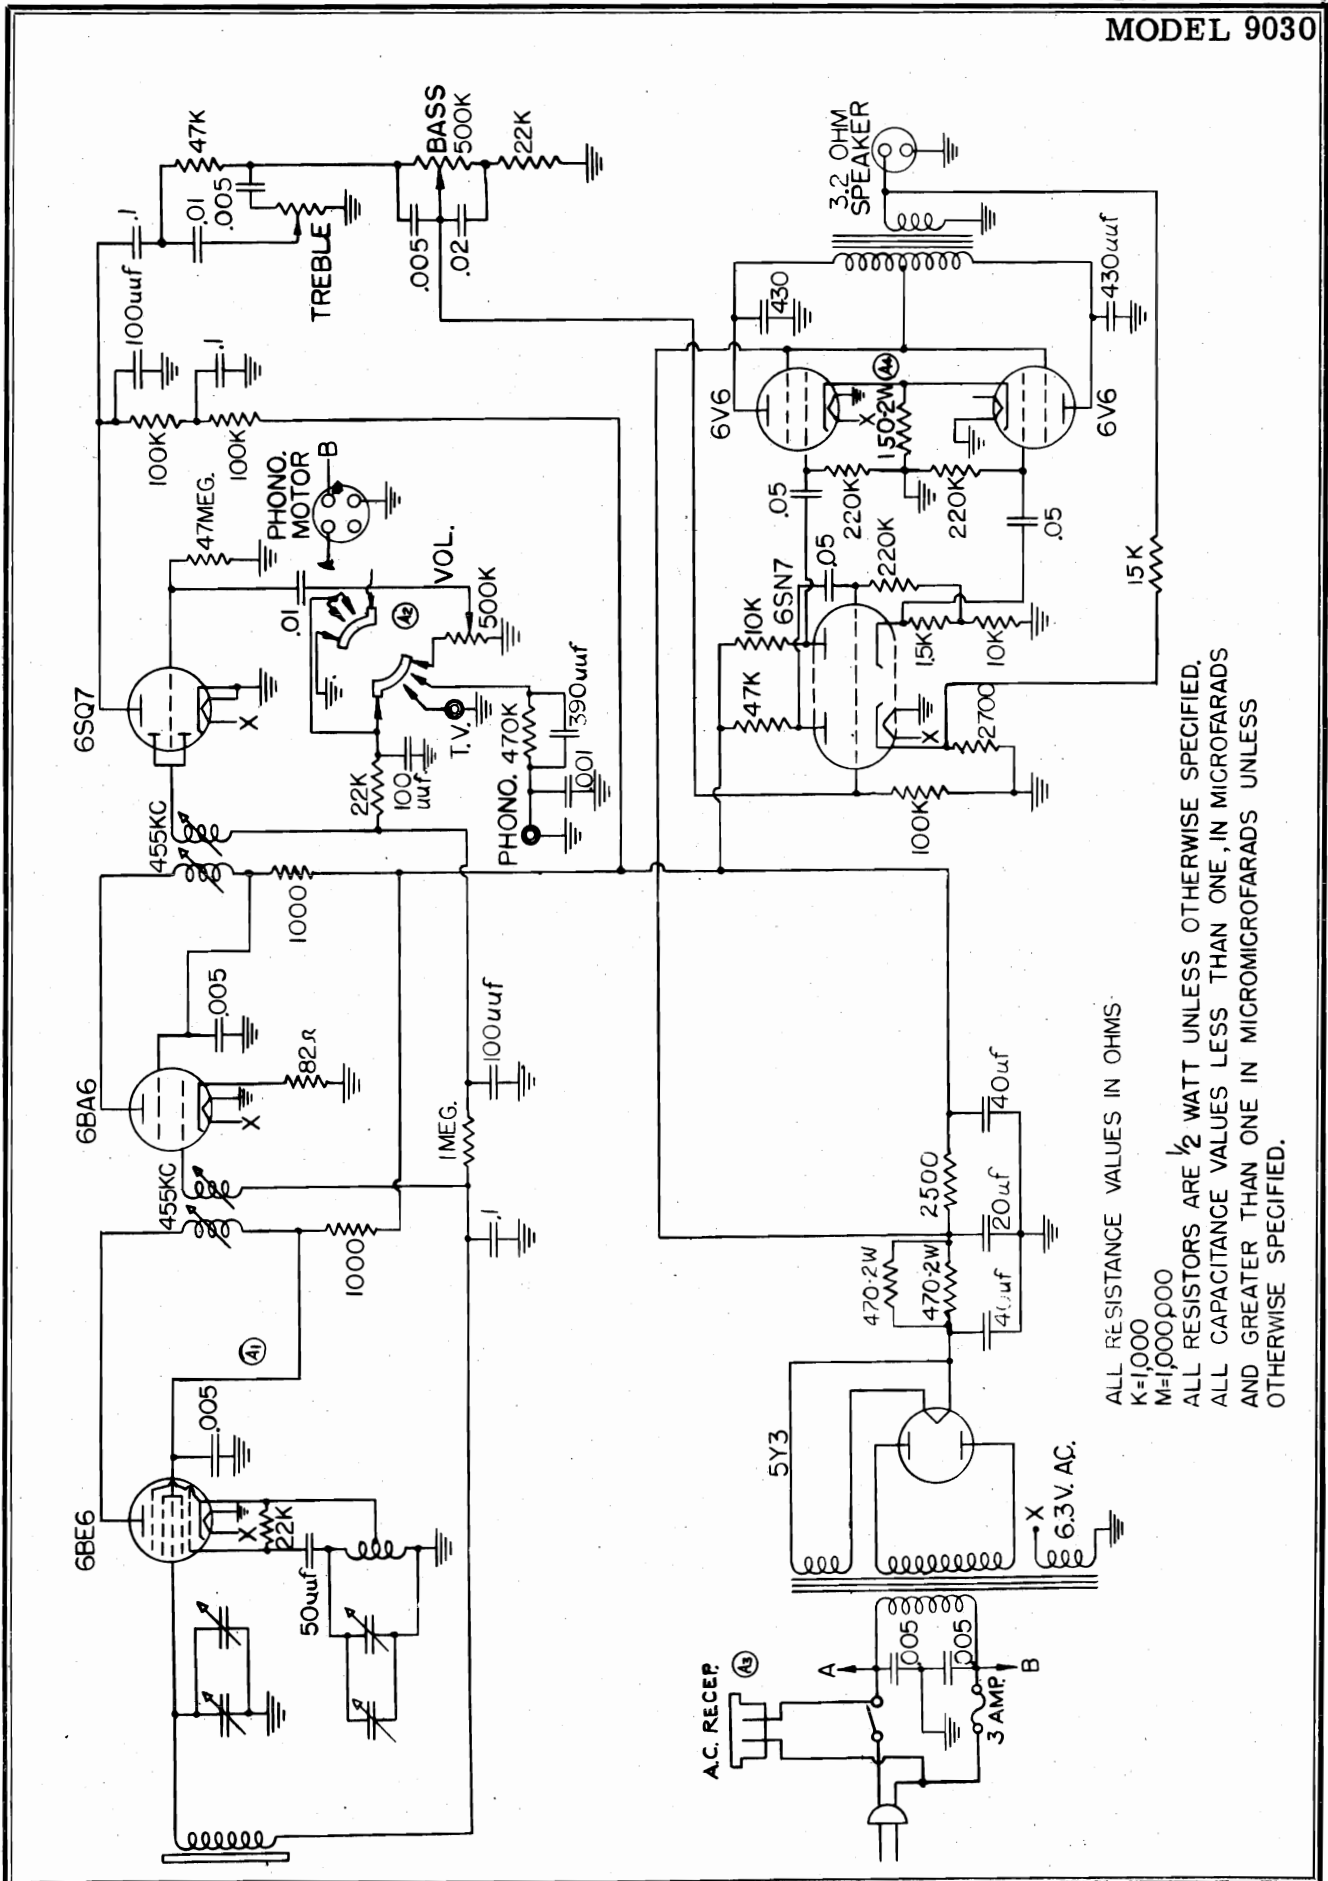 MODEL 9030
6BE6
.005
22K
50uuf
A1
455KC
1000
6BA6
.005
82Ω
X
X
.1
1 MEG.
100uuf
455KC
1000
6SQ7
X
47MEG.
.01
22K
100
uuf.
T.V.
PHONO.
470K
390uuf
.001
500K
VOL.
A2
PHONO.
MOTOR
A
B
100K
100uuf
100K
.1
.1
47K
.01
.005
TREBLE
.005
.02
BASS
500K
22K
3.2 OHM
SPEAKER
430
430uuf
6V6
6V6
X
150-2W
A4
220K
220K
.05
.05
.05
220K
6SN7
10K
47K
15K
10K
2700
X
100K
15K
40uf
2500
20uf
470-2W
470-2W
40uf
5Y3
X
6.3 V. AC.
A.C. RECEP.
A3
A
B
.005
.005
3 AMP.
ALL RESISTANCE VALUES IN OHMS
K=1,000
M=1,000,000
ALL RESISTORS ARE 1/2 WATT UNLESS OTHERWISE SPECIFIED.
ALL CAPACITANCE VALUES LESS THAN ONE, IN MICROFARADS
AND GREATER THAN ONE IN MICROMICROFARADS UNLESS
OTHERWISE SPECIFIED.